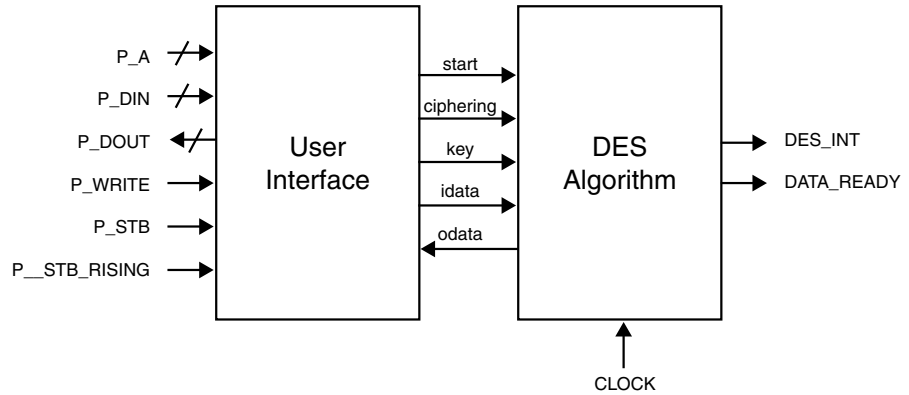 P_A
P_DIN
P_DOUT
P_WRITE
P_STB
P__STB_RISING
User
Interface
start
ciphering
key
idata
odata
DES
Algorithm
DES_INT
DATA_READY
CLOCK